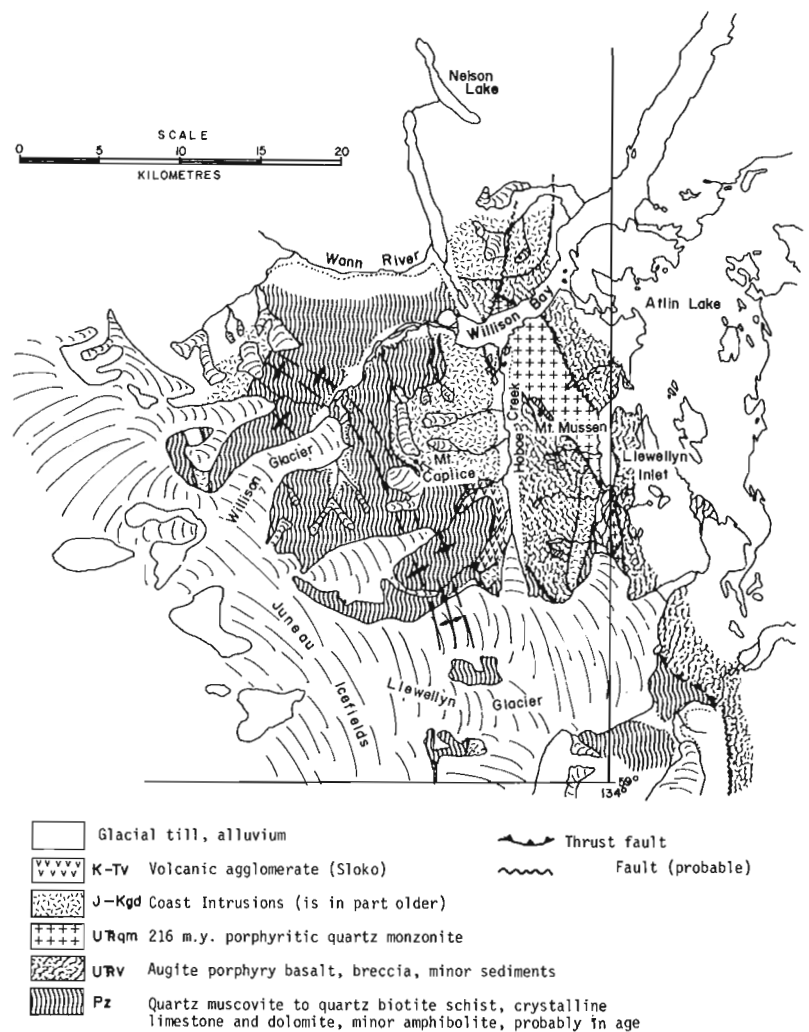 Nelson
Lake
SCALE
0 5 10 15 20
KILOMETRES
Wann River
Willison Bay
Atlin Lake
Hoboe Creek
Mt. Mussen
Mt.
Caplice
Llewellyn
Inlet
Willison Glacier
Juneau Icefields
Llewellyn Glacier
59°
134°
Glacial till, alluvium
K-Tv Volcanic agglomerate (Sloko)
J-Kgd Coast Intrusions (is in part older)
UTRqm 216 m.y. porphyritic quartz monzonite
UTRv Augite porphyry basalt, breccia, minor sediments
Pz Quartz muscovite to quartz biotite schist, crystalline
limestone and dolomite, minor amphibolite, probably in age
Thrust fault
Fault (probable)